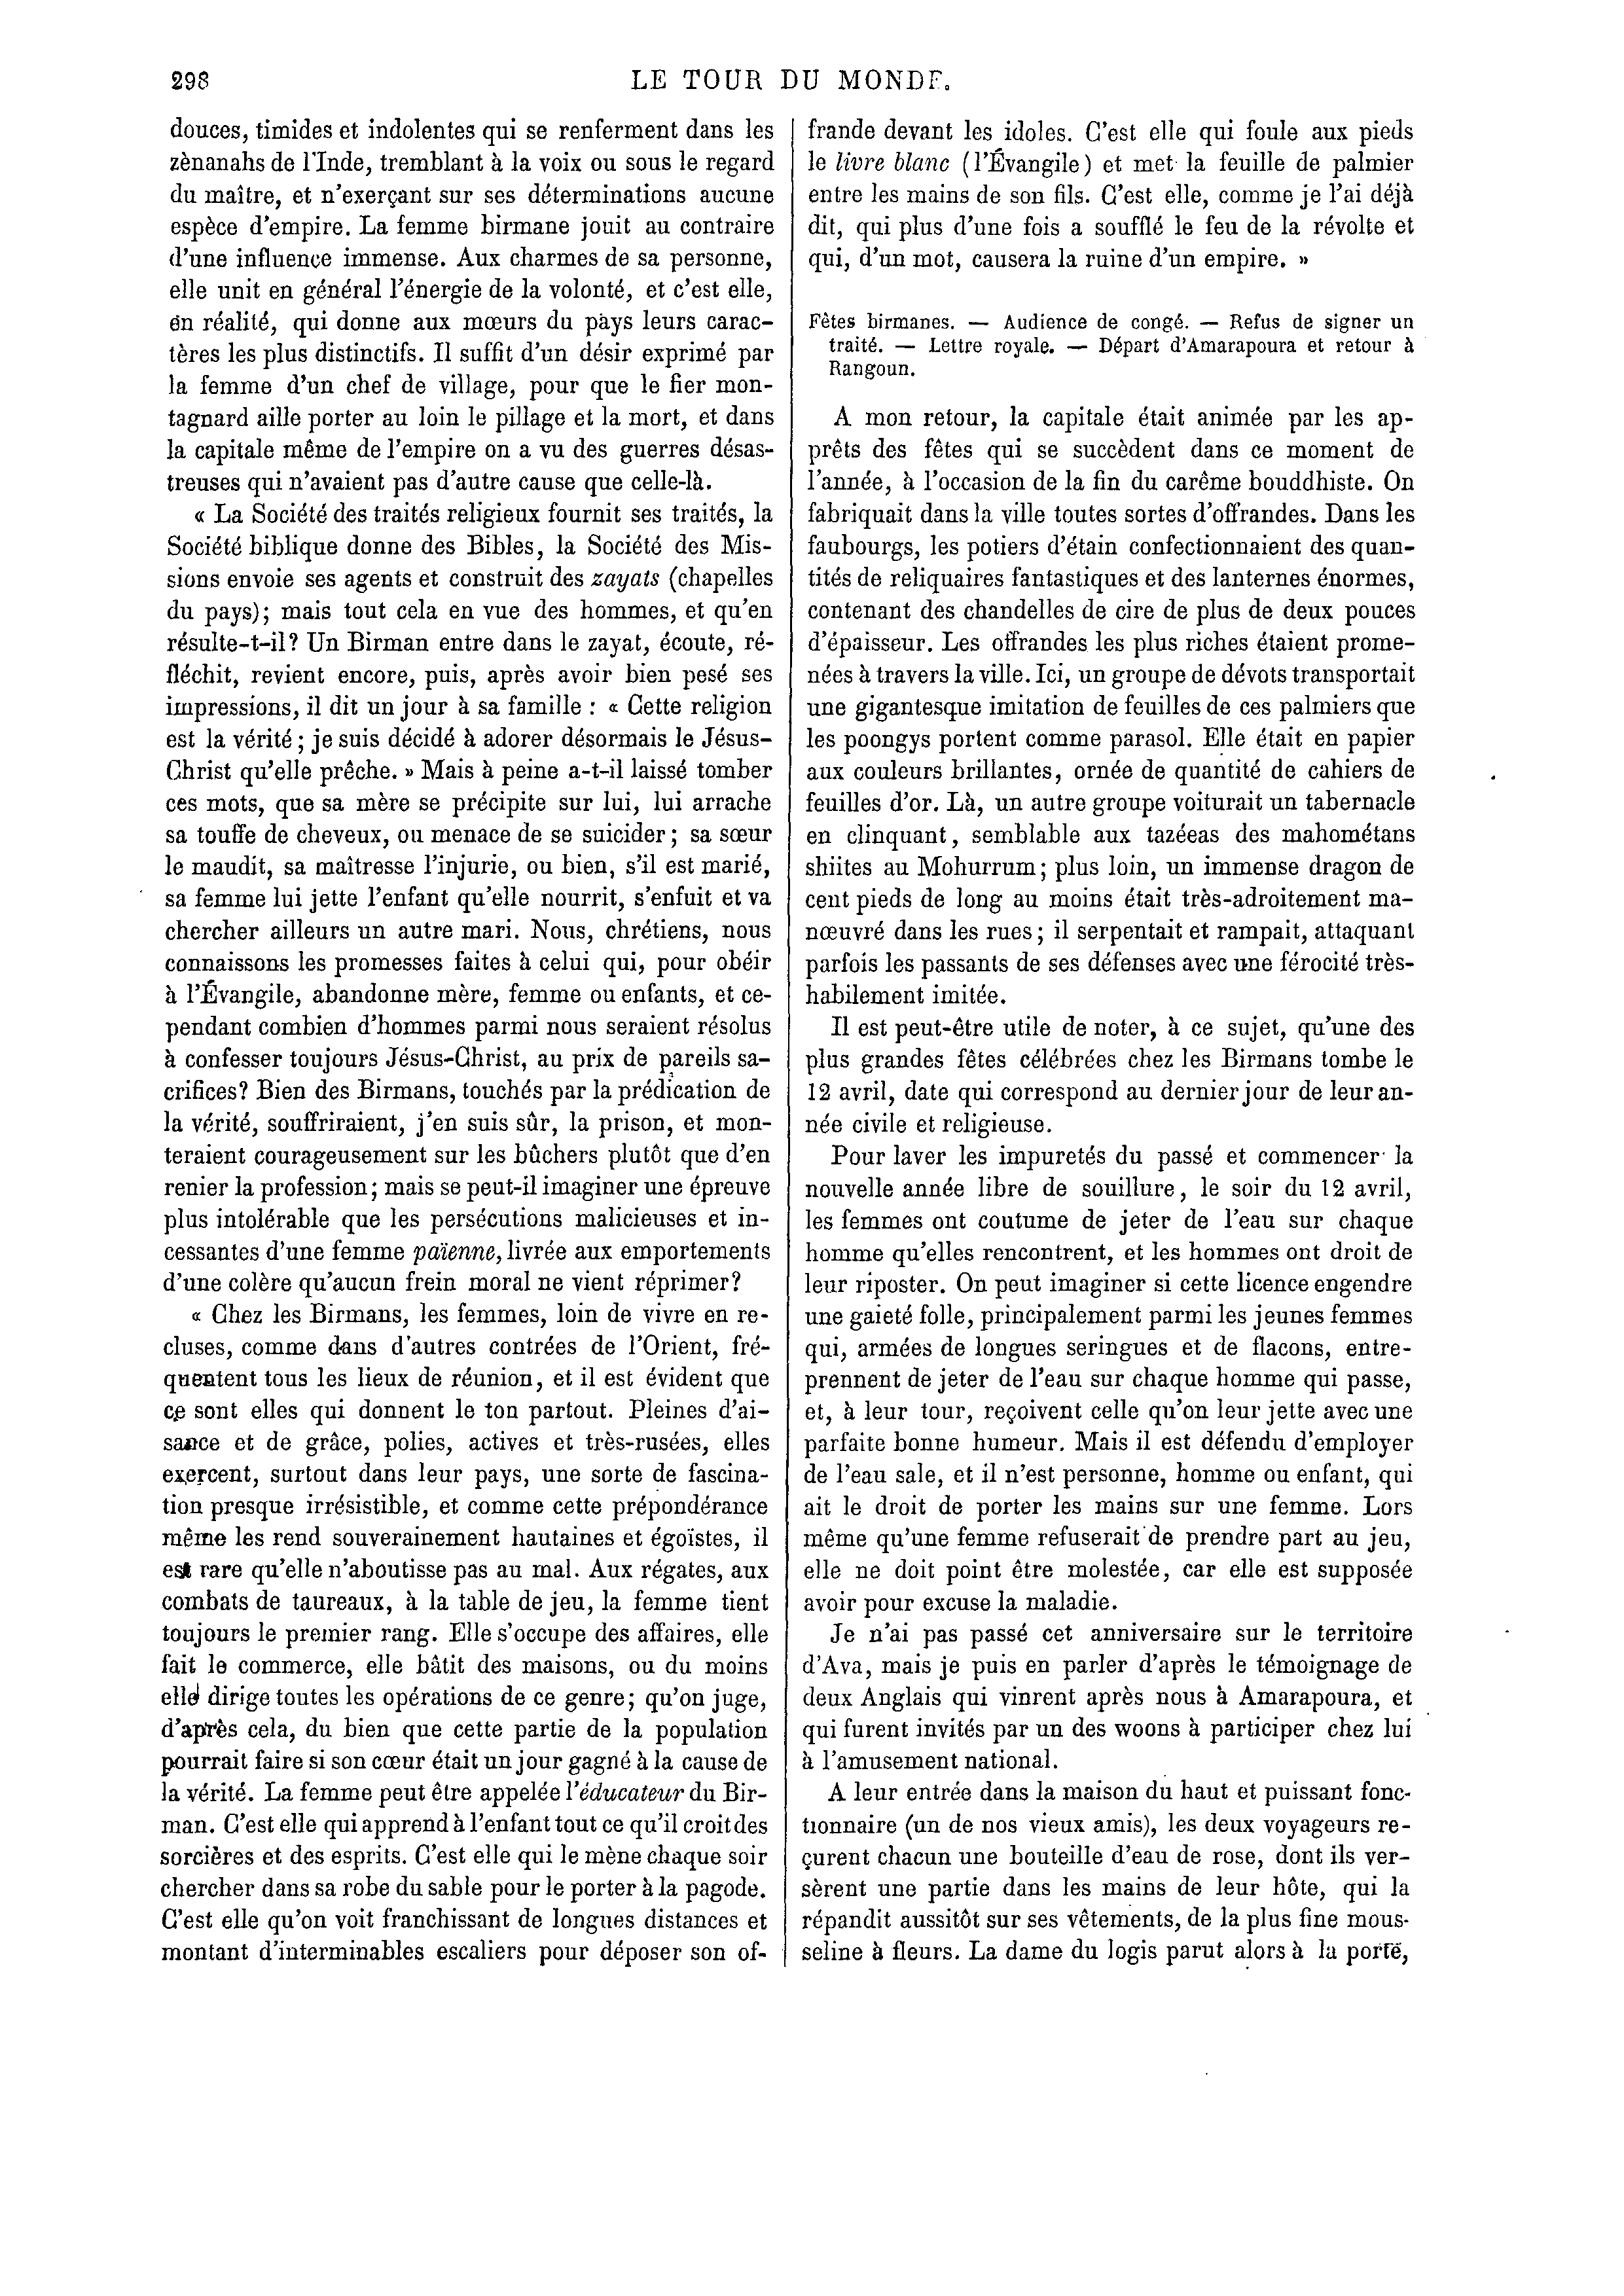 298
LE TOUR DU MONDE.
douces, timides et indolentes qui se renferment dans les
zènanahs de l'Inde, tremblant à la voix ou sous le regard
du maître, et n'exerçant sur ses déterminations aucune
espèce d'empire. La femme birmane jouit au contraire
d'une influence immense. Aux charmes de sa personne,
elle unit en général l'énergie de la volonté, et c'est elle,
en réalité, qui donne aux mœurs du pays leurs carac-
tères les plus distinctifs. Il suffit d'un désir exprimé par
la femme d'un chef de village, pour que le fier mon-
tagnard aille porter au loin le pillage et la mort, et dans
la capitale même de l'empire on a vu des guerres désas-
treuses qui n'avaient pas d'autre cause que celle-là.
« La Société des traités religieux fournit ses traités, la
Société biblique donne des Bibles, la Société des Mis-
sions envoie ses agents et construit des zayats (chapelles
du pays); mais tout cela en vue des hommes, et qu'en
résulte-t-il? Un Birman entre dans le zayat, écoute, ré-
fléchit, revient encore, puis, après avoir bien pesé ses
impressions, il dit un jour à sa famille : « Cette religion
est la vérité ; je suis décidé à adorer désormais le Jésus-
Christ qu'elle prêche. » Mais à peine a-t-il laissé tomber
ces mots, que sa mère se précipite sur lui, lui arrache
sa touffe de cheveux, ou menace de se suicider ; sa sœur
le maudit, sa maîtresse l'injurie, ou bien, s'il est marié,
sa femme lui jette l'enfant qu'elle nourrit, s'enfuit et va
chercher ailleurs un autre mari. Nous, chrétiens, nous
connaissons les promesses faites à celui qui, pour obéir
à l'Évangile, abandonne mère, femme ou enfants, et ce-
pendant combien d'hommes parmi nous seraient résolus
à confesser toujours Jésus-Christ, au prix de pareils sa-
crifices? Bien des Birmans, touchés par la prédication de
la vérité, souffriraient, j'en suis sûr, la prison, et mon-
teraient courageusement sur les bûchers plutôt que d'en
renier la profession; mais se peut-il imaginer une épreuve
plus intolérable que les persécutions malicieuses et in-
cessantes d'une femme païenne, livrée aux emportements
d'une colère qu'aucun frein moral ne vient réprimer?
« Chez les Birmans, les femmes, loin de vivre en re-
cluses, comme dans d'autres contrées de l'Orient, fré-
quentent tous les lieux de réunion, et il est évident que
ce sont elles qui donnent le ton partout. Pleines d'ai-
sance et de grâce, polies, actives et très-rusées, elles
exercent, surtout dans leur pays, une sorte de fascina-
tion presque irrésistible, et comme cette prépondérance
même les rend souverainement hautaines et égoïstes, il
est rare qu'elle n'aboutisse pas au mal. Aux régates, aux
combats de taureaux, à la table de jeu, la femme tient
toujours le premier rang. Elle s'occupe des affaires, elle
fait le commerce, elle bâtit des maisons, ou du moins
elle dirige toutes les opérations de ce genre; qu'on juge,
d'après cela, du bien que cette partie de la population
pourrait faire si son cœur était un jour gagné à la cause de
la vérité. La femme peut être appelée l'éducateur du Bir-
man. C'est elle qui apprend à l'enfant tout ce qu'il croit des
sorcières et des esprits. C'est elle qui le mène chaque soir
chercher dans sa robe du sable pour le porter à la pagode.
C'est elle qu'on voit franchissant de longues distances et
montant d'interminables escaliers pour déposer son of-
frande devant les idoles. C'est elle qui foule aux pieds
le livre blanc (l'Évangile) et met la feuille de palmier
entre les mains de son fils. C'est elle, comme je l'ai déjà
dit, qui plus d'une fois a soufflé le feu de la révolte et
qui, d'un mot, causera la ruine d'un empire. »
Fêtes birmanes. — Audience de congé. — Refus de signer un
traité. — Lettre royale. — Départ d'Amarapoura et retour à
Rangoun.
A mon retour, la capitale était animée par les ap-
prêts des fêtes qui se succèdent dans ce moment de
l'année, à l'occasion de la fin du carême bouddhiste. On
fabriquait dans la ville toutes sortes d'offrandes. Dans les
faubourgs, les potiers d'étain confectionnaient des quan-
tités de reliquaires fantastiques et des lanternes énormes,
contenant des chandelles de cire de plus de deux pouces
d'épaisseur. Les offrandes les plus riches étaient prome-
nées à travers la ville. Ici, un groupe de dévots transportait
une gigantesque imitation de feuilles de ces palmiers que
les poongys portent comme parasol. Elle était en papier
aux couleurs brillantes, ornée de quantité de cahiers de
feuilles d'or. Là, un autre groupe voiturait un tabernacle
en clinquant, semblable aux tazéeas des mahométans
shiites au Mohurrum; plus loin, un immense dragon de
cent pieds de long au moins était très-adroitement ma-
nœuvré dans les rues ; il serpentait et rampait, attaquant
parfois les passants de ses défenses avec une férocité très-
habilement imitée.
Il est peut-être utile de noter, à ce sujet, qu'une des
plus grandes fêtes célébrées chez les Birmans tombe le
12 avril, date qui correspond au dernier jour de leur an-
née civile et religieuse.
Pour laver les impuretés du passé et commencer la
nouvelle année libre de souillure, le soir du 12 avril,
les femmes ont coutume de jeter de l'eau sur chaque
homme qu'elles rencontrent, et les hommes ont droit de
leur riposter. On peut imaginer si cette licence engendre
une gaieté folle, principalement parmi les jeunes femmes
qui, armées de longues seringues et de flacons, entre-
prennent de jeter de l'eau sur chaque homme qui passe,
et, à leur tour, reçoivent celle qu'on leur jette avec une
parfaite bonne humeur. Mais il est défendu d'employer
de l'eau sale, et il n'est personne, homme ou enfant, qui
ait le droit de porter les mains sur une femme. Lors
même qu'une femme refuserait de prendre part au jeu,
elle ne doit point être molestée, car elle est supposée
avoir pour excuse la maladie.
Je n'ai pas passé cet anniversaire sur le territoire
d'Ava, mais je puis en parler d'après le témoignage de
deux Anglais qui vinrent après nous à Amarapoura, et
qui furent invités par un des woons à participer chez lui
à l'amusement national.
A leur entrée dans la maison du haut et puissant fonc-
tionnaire (un de nos vieux amis), les deux voyageurs re-
çurent chacun une bouteille d'eau de rose, dont ils ver-
sèrent une partie dans les mains de leur hôte, qui la
répandit aussitôt sur ses vêtements, de la plus fine mous-
seline à fleurs. La dame du logis parut alors à la porte,